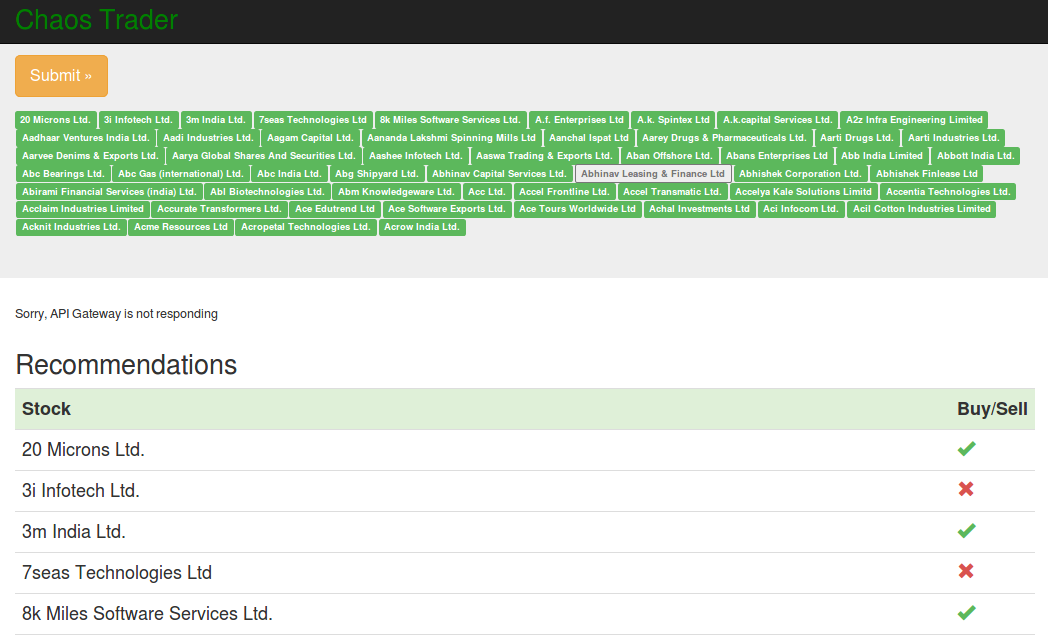 Chaos Trader
Submit »
20 Microns Ltd. 3i Infotech Ltd. 3m India Ltd. 7seas Technologies Ltd 8k Miles Software Services Ltd. A.f. Enterprises Ltd A.k. Spintex Ltd A.k.capital Services Ltd. A2z Infra Engineering Limited
Aadhaar Ventures India Ltd. Aadi Industries Ltd. Aagam Capital Ltd. Aananda Lakshmi Spinning Mills Ltd Aanchal Ispat Ltd Aarey Drugs & Pharmaceuticals Ltd. Aarti Drugs Ltd. Aarti Industries Ltd.
Aarvee Denims & Exports Ltd. Aarya Global Shares And Securities Ltd. Aashee Infotech Ltd. Aaswa Trading & Exports Ltd. Aban Offshore Ltd. Abans Enterprises Ltd Abb India Limited Abbott India Ltd.
Abc Bearings Ltd. Abc Gas (international) Ltd. Abc India Ltd. Abg Shipyard Ltd. Abhinav Capital Services Ltd. Abhinav Leasing & Finance Ltd Abhishek Corporation Ltd. Abhishek Finlease Ltd
Abirami Financial Services (india) Ltd. Abl Biotechnologies Ltd. Abm Knowledgeware Ltd. Acc Ltd. Accel Frontline Ltd. Accel Transmatic Ltd. Accelya Kale Solutions Limitd Accentia Technologies Ltd.
Acclaim Industries Limited Accurate Transformers Ltd. Ace Edutrend Ltd Ace Software Exports Ltd. Ace Tours Worldwide Ltd Achal Investments Ltd Aci Infocom Ltd. Acil Cotton Industries Limited
Acknit Industries Ltd. Acme Resources Ltd Acropetal Technologies Ltd. Acrow India Ltd.
Sorry, API Gateway is not responding
Recommendations
Stock Buy/Sell
20 Microns Ltd.
3i Infotech Ltd.
3m India Ltd.
7seas Technologies Ltd
8k Miles Software Services Ltd.